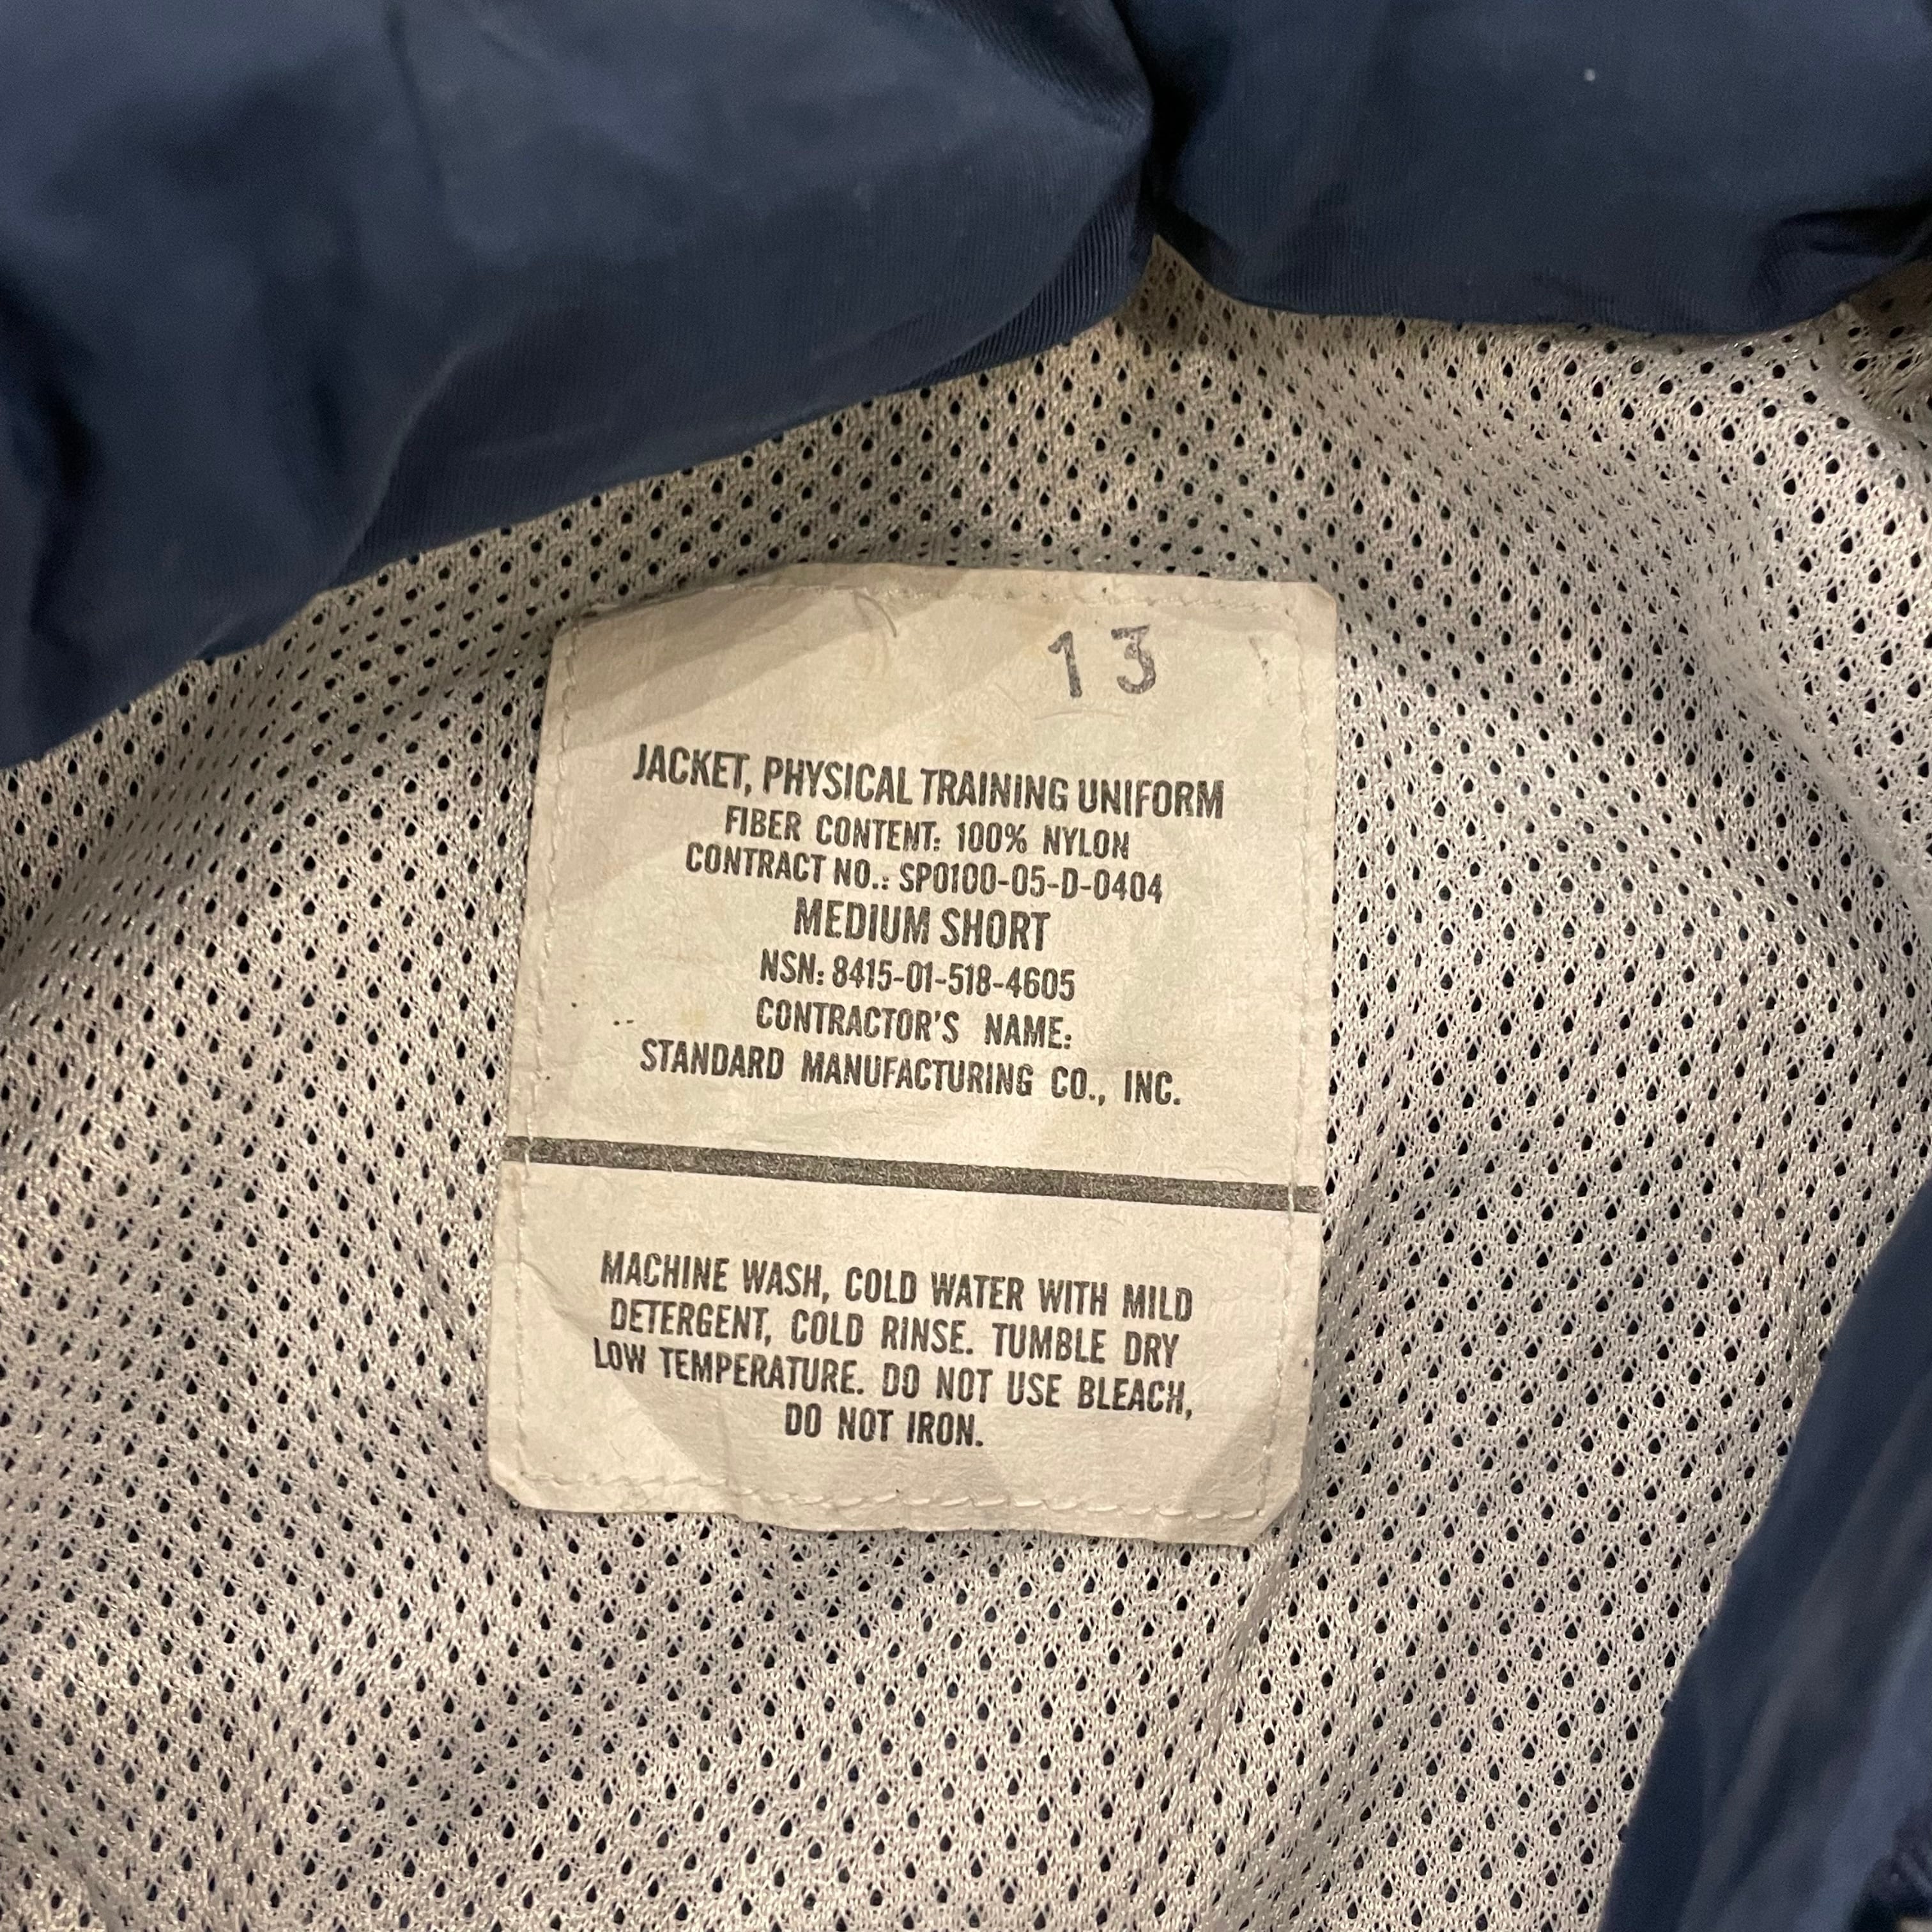 13
JACKET, PHYSICAL TRAINING UNIFORM
FIBER CONTENT: 100% NYLON
CONTRACT NO.: SP0100-05-D-0404
MEDIUM SHORT
NSN: 8415-01-518-4605
CONTRACTOR'S NAME:
STANDARD MANUFACTURING CO., INC.
MACHINE WASH, COLD WATER WITH MILD
DETERGENT, COLD RINSE. TUMBLE DRY
LOW TEMPERATURE. DO NOT USE BLEACH,
DO NOT IRON.